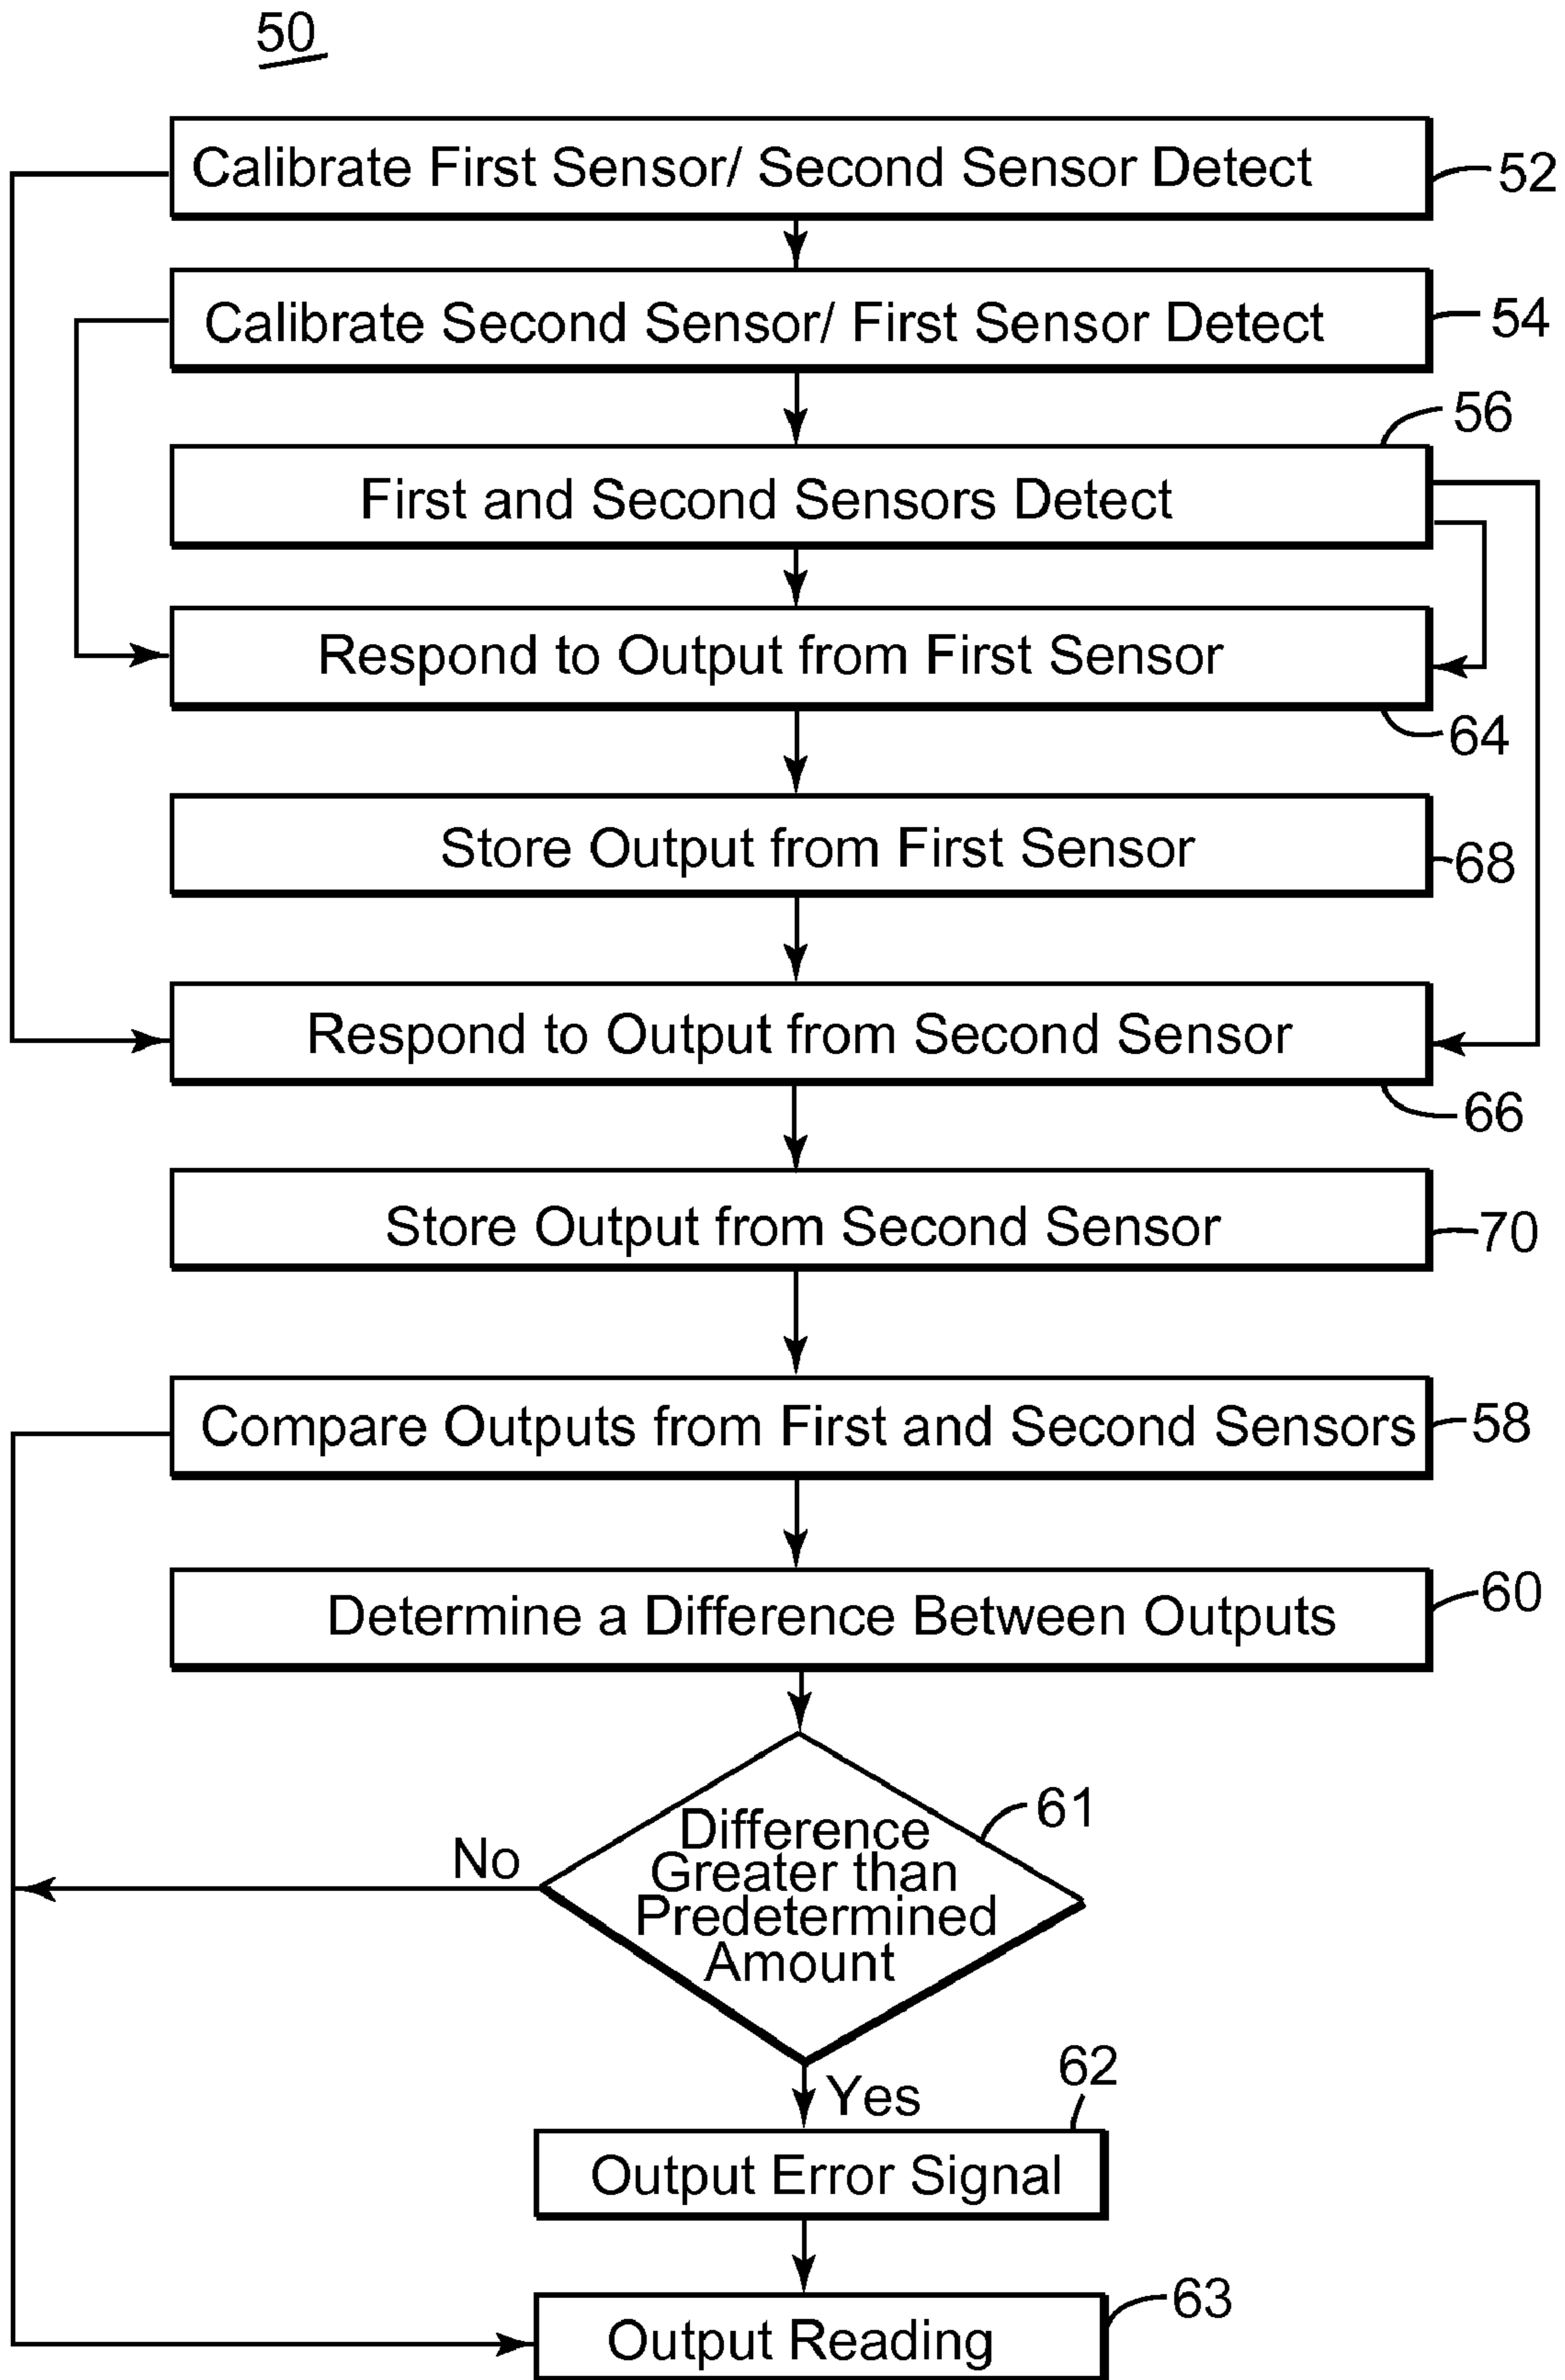 50
Calibrate First Sensor/ Second Sensor Detect
52
Calibrate Second Sensor/ First Sensor Detect
54
56
First and Second Sensors Detect
Respond to Output from First Sensor
64
Store Output from First Sensor
68
Respond to Output from Second Sensor
66
Store Output from Second Sensor
70
Compare Outputs from First and Second Sensors
58
Determine a Difference Between Outputs
60
61
Difference
Greater than
Predetermined
Amount
No
Yes
62
Output Error Signal
63
Output Reading